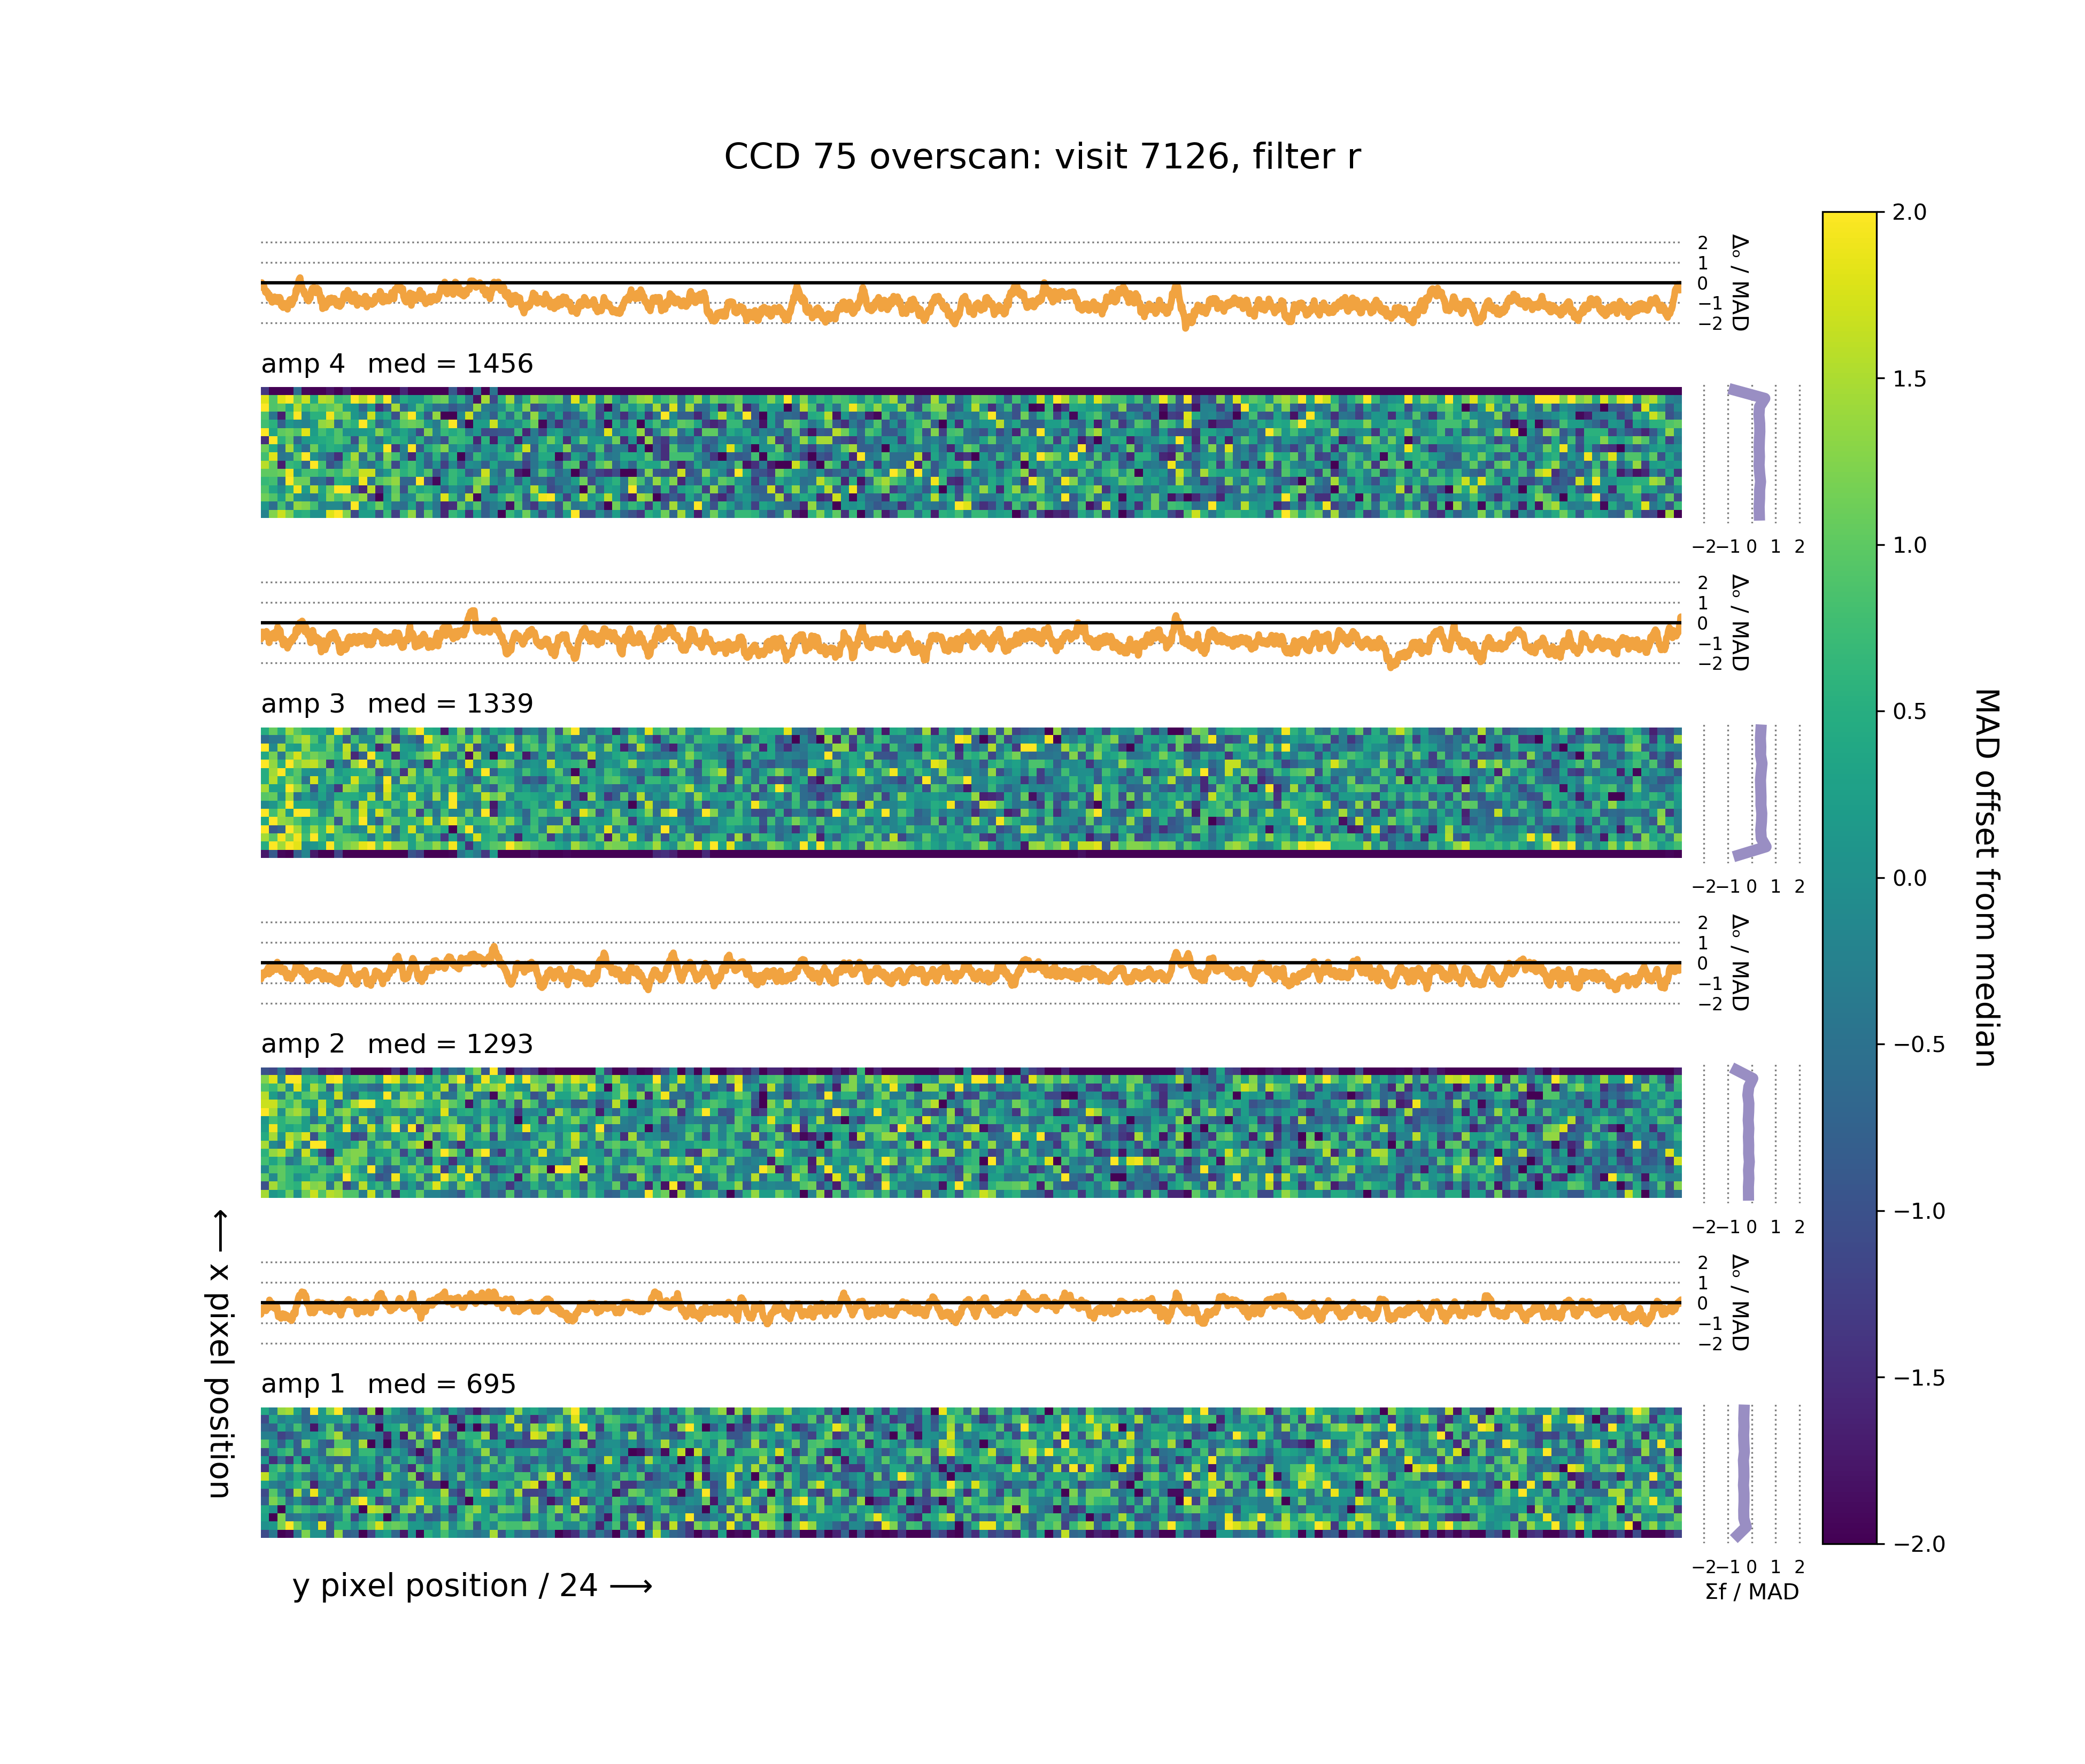 CCD 75 overscan: visit 7126, filter r
2
1
0
−1
−2
Δₒ / MAD
amp 4 med = 1456
−2 −1 0 1 2
2
1
0
−1
−2
Δₒ / MAD
amp 3 med = 1339
−2 −1 0 1 2
2
1
0
−1
−2
Δₒ / MAD
amp 2 med = 1293
−2 −1 0 1 2
2
1
0
−1
−2
Δₒ / MAD
amp 1 med = 695
−2 −1 0 1 2
Σf / MAD
y pixel position / 24 ⟶
⟵ x pixel position
2.0
1.5
1.0
0.5
0.0
−0.5
−1.0
−1.5
−2.0
MAD offset from median